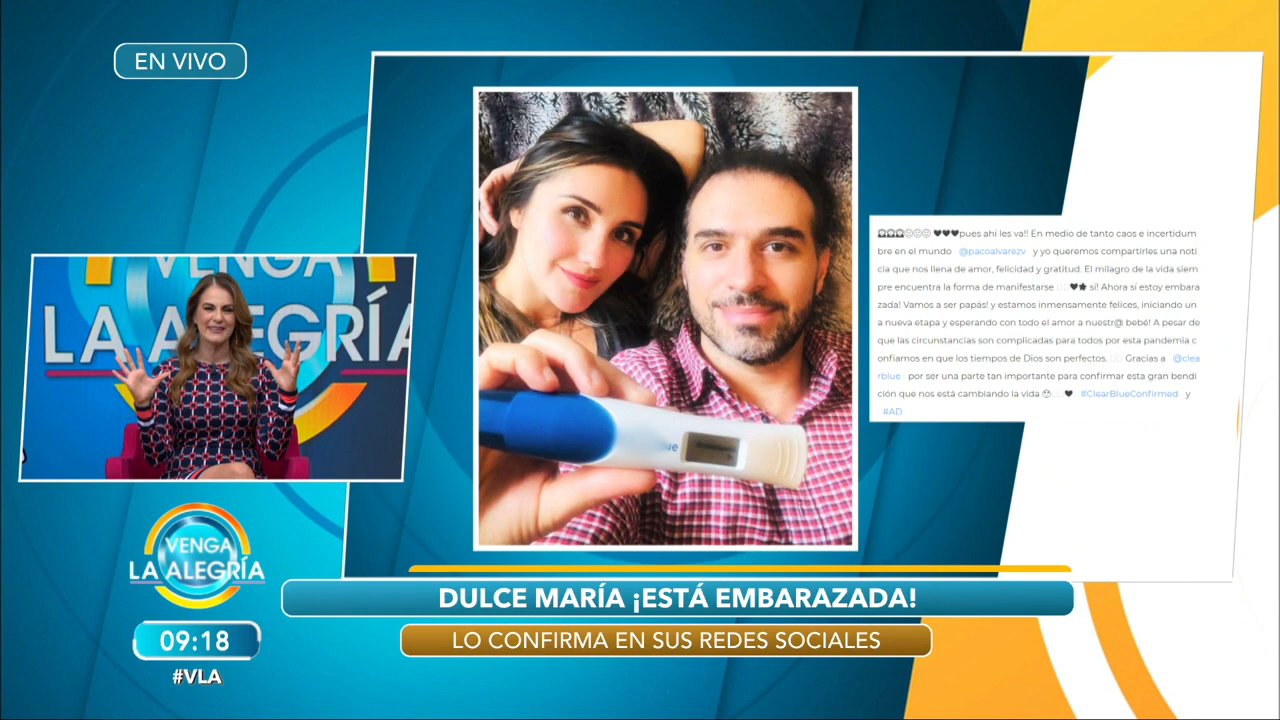 EN VIVO
pues ahí les va!! En medio de tanto caos e incertidum
bre en el mundo @pacoalvarezv y yo queremos compartirles una noti
cia que nos llena de amor, felicidad y gratitud. El milagro de la vida siem
pre encuentra la forma de manifestarse sí! Ahora sí estoy embara
zada! Vamos a ser papás! y estamos inmensamente felices, iniciando un
a nueva etapa y esperando con todo el amor a nuestr@ bebé! A pesar de
que las circunstancias son complicadas para todos por esta pandemia c
onfiamos en que los tiempos de Dios son perfectos. Gracias a @clea
rblue por ser una parte tan importante para confirmar esta gran bendi
ción que nos está cambiando la vida #ClearBlueConfirmed y
#AD
VENGA
LA ALEGRÍA
ue
VENGA
LA ALEGRÍA
DULCE MARÍA ¡ESTÁ EMBARAZADA!
LO CONFIRMA EN SUS REDES SOCIALES
09:18
#VLA